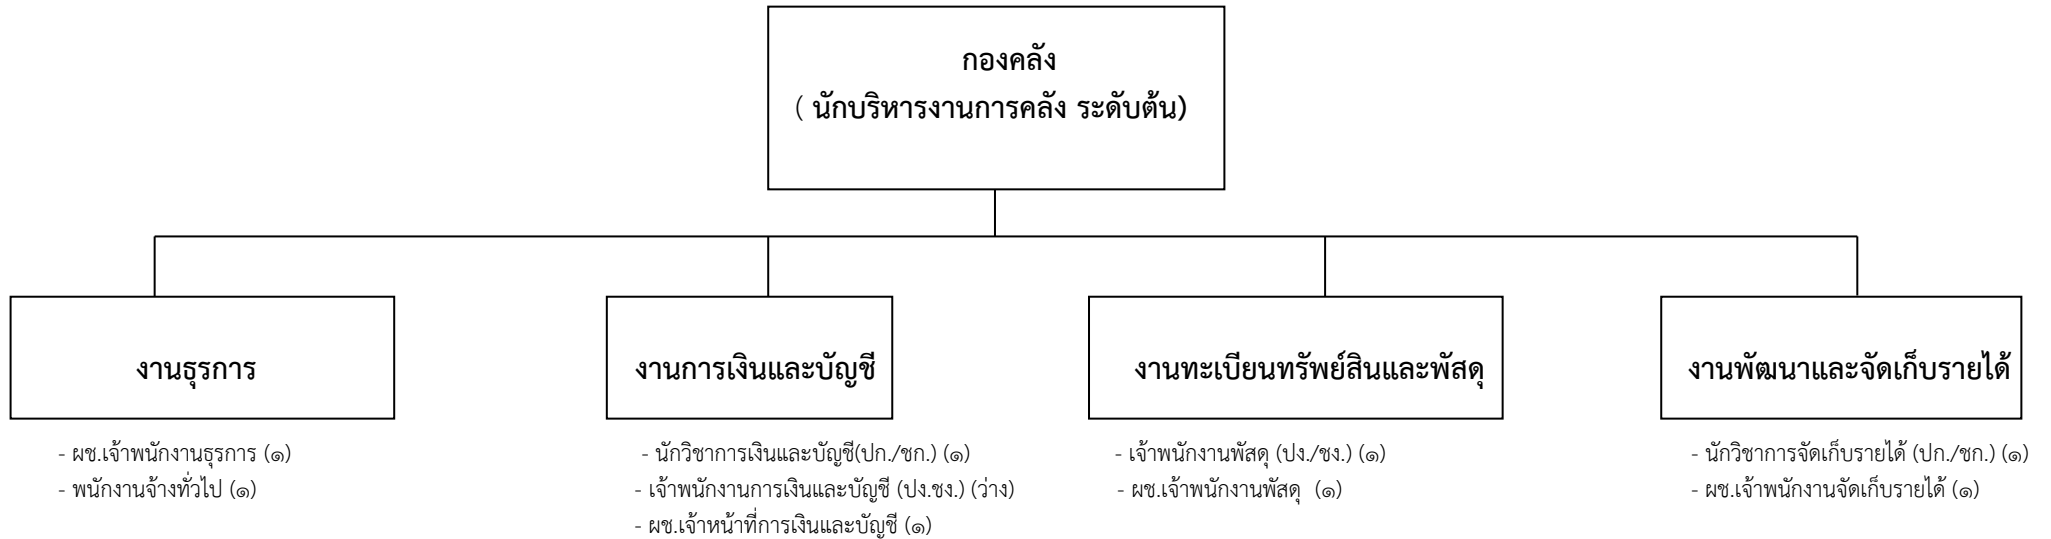 กองคลัง
( นักบริหารงานการคลัง ระดับต้น)
งานธุรการ
- ผช.เจ้าพนักงานธุรการ (๑)
- พนักงานจ้างทั่วไป (๑)
งานการเงินและบัญชี
- นักวิชาการเงินและบัญชี(ปก./ชก.) (๑)
- เจ้าพนักงานการเงินและบัญชี (ปง.ชง.) (ว่าง)
- ผช.เจ้าหน้าที่การเงินและบัญชี (๑)
งานทะเบียนทรัพย์สินและพัสดุ
- เจ้าพนักงานพัสดุ (ปง./ชง.) (๑)
- ผช.เจ้าพนักงานพัสดุ (๑)
งานพัฒนาและจัดเก็บรายได้
- นักวิชาการจัดเก็บรายได้ (ปก./ชก.) (๑)
- ผช.เจ้าพนักงานจัดเก็บรายได้ (๑)